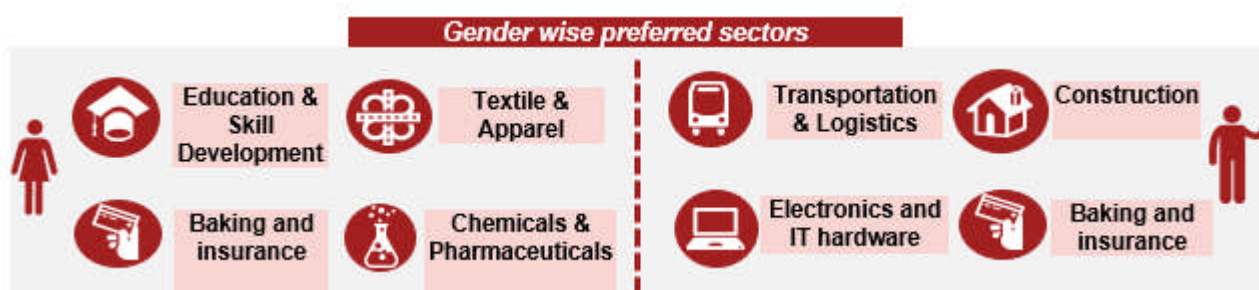 Gender wise preferred sectors
Education &
Skill
Development
Textile &
Apparel
Baking and
insurance
Chemicals &
Pharmaceuticals
Transportation
& Logistics
Construction
Electronics and
IT hardware
Baking and
insurance